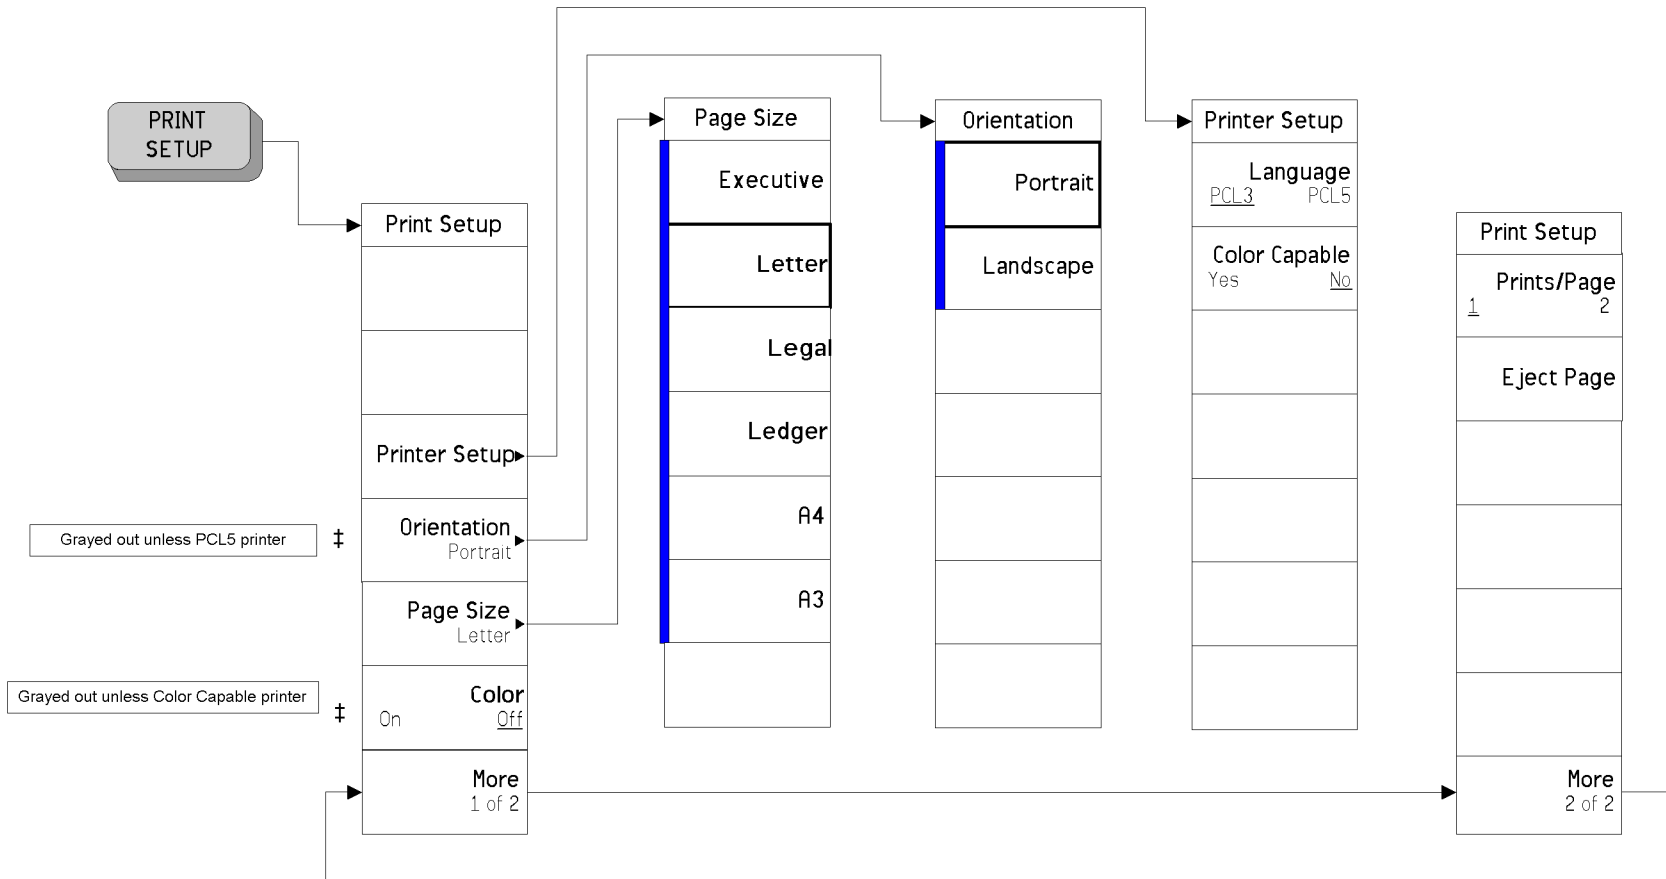 PRINT
SETUP
Print Setup
Printer Setup
Orientation
Portrait
Page Size
Letter
Color
On Off
More
1 of 2
Grayed out unless PCL5 printer ‡
Grayed out unless Color Capable printer ‡
Page Size
Executive
Letter
Legal
Ledger
A4
A3
Orientation
Portrait
Landscape
Printer Setup
Language
PCL3 PCL5
Color Capable
Yes No
Print Setup
Prints/Page
1 2
Eject Page
More
2 of 2